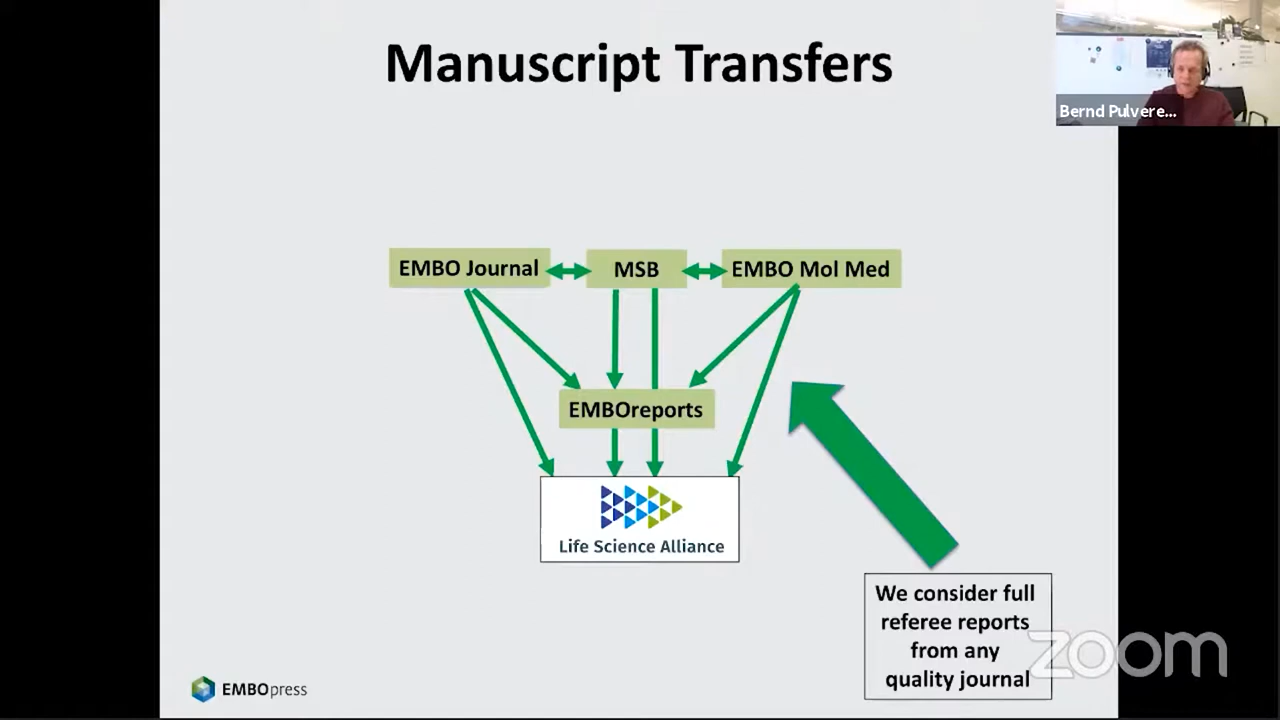 Manuscript Transfers
Bernd Pulvere...
EMBO Journal
MSB
EMBO Mol Med
EMBOreports
Life Science Alliance
We consider full
referee reports
from any
quality journal
zoom
EMBOpress